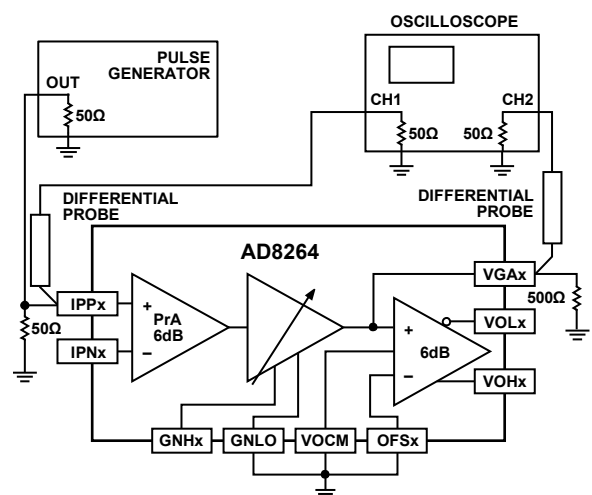 OSCILLOSCOPE
PULSE
GENERATOR
OUT
50Ω
CH1
CH2
50Ω
50Ω
DIFFERENTIAL
PROBE
DIFFERENTIAL
PROBE
AD8264
VGAx
500Ω
IPPx
+
PrA
6dB
–
50Ω
IPNx
+
6dB
–
VOLx
VOHx
GNHx
GNLO
VOCM
OFSx